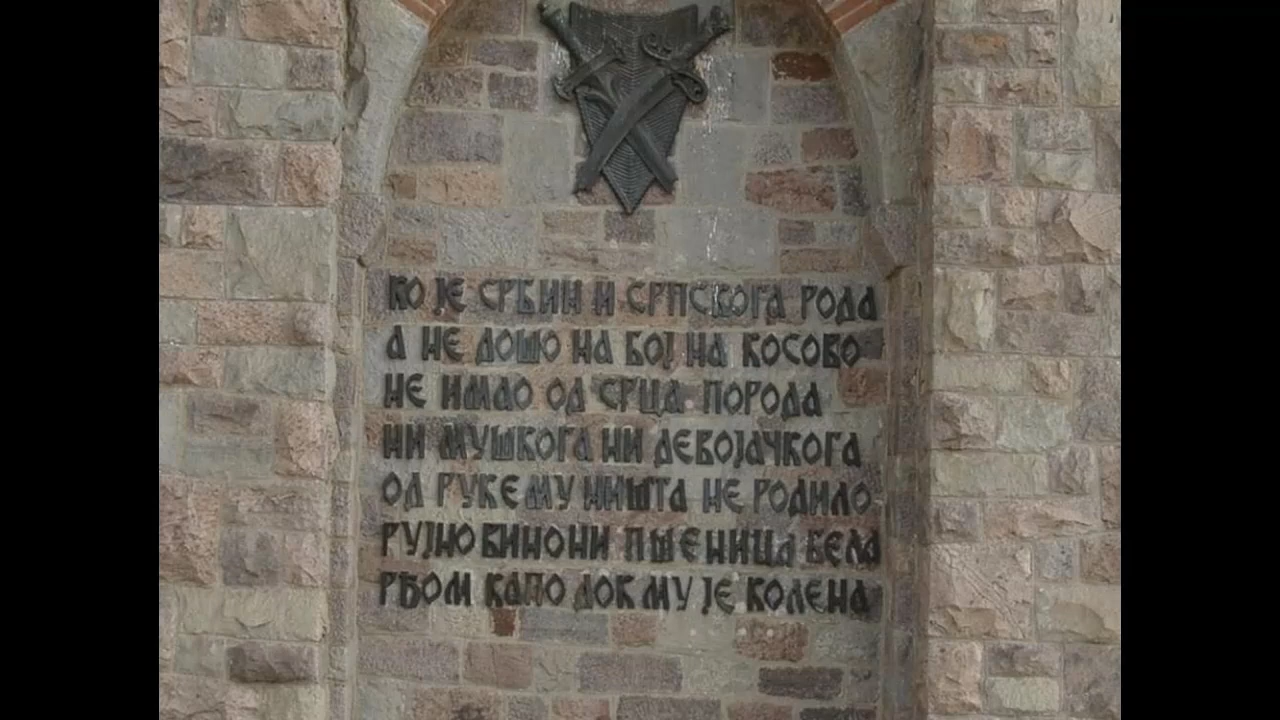 КО ЈЕ СРБИН И СРПСКОГА РОДА
А НЕ ДОШО НА БОЈ НА КОСОВО
НЕ ИМАО ОД СРЦА ПОРОДА
НИ МУШКОГА НИ ДЕВОЈАЧКОГА
ОД РУКЕ МУ НИШТА НЕ РОДИЛО
РУЈНО ВИНО НИ ПШЕНИЦА БЕЛА
РЂОМ КАПО ДОК МУ ЈЕ КОЛЕНА